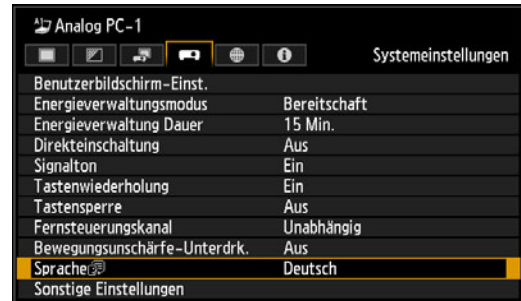 Analog PC-1
Systemeinstellungen
Benutzerbildschirm-Einst.
Energieverwaltungsmodus Bereitschaft
Energieverwaltung Dauer 15 Min.
Direkteinschaltung Aus
Signalton Ein
Tastenwiederholung Ein
Tastensperre Aus
Fernsteuerungskanal Unabhängig
Bewegungsunschärfe-Unterdrk. Aus
Sprache Deutsch
Sonstige Einstellungen